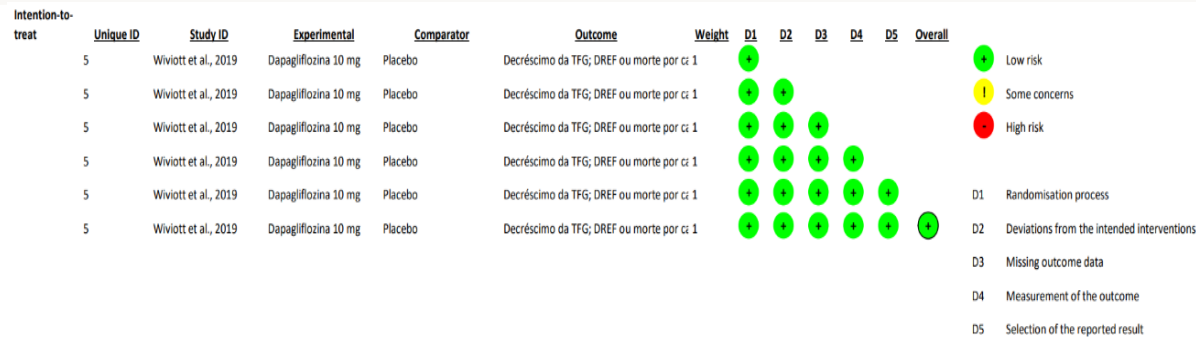 Intention-to-
treat Unique ID Study ID Experimental Comparator Outcome Weight D1 D2 D3 D4 D5 Overall
5 Wiviott et al., 2019 Dapagliflozina 10 mg Placebo Decréscimo da TFG; DREF ou morte por ca 1 + + Low risk
5 Wiviott et al., 2019 Dapagliflozina 10 mg Placebo Decréscimo da TFG; DREF ou morte por ca 1 + + ! Some concerns
5 Wiviott et al., 2019 Dapagliflozina 10 mg Placebo Decréscimo da TFG; DREF ou morte por ca 1 + + + - High risk
5 Wiviott et al., 2019 Dapagliflozina 10 mg Placebo Decréscimo da TFG; DREF ou morte por ca 1 + + + +
5 Wiviott et al., 2019 Dapagliflozina 10 mg Placebo Decréscimo da TFG; DREF ou morte por ca 1 + + + + + D1 Randomisation process
5 Wiviott et al., 2019 Dapagliflozina 10 mg Placebo Decréscimo da TFG; DREF ou morte por ca 1 + + + + + + D2 Deviations from the intended interventions
D3 Missing outcome data
D4 Measurement of the outcome
D5 Selection of the reported result